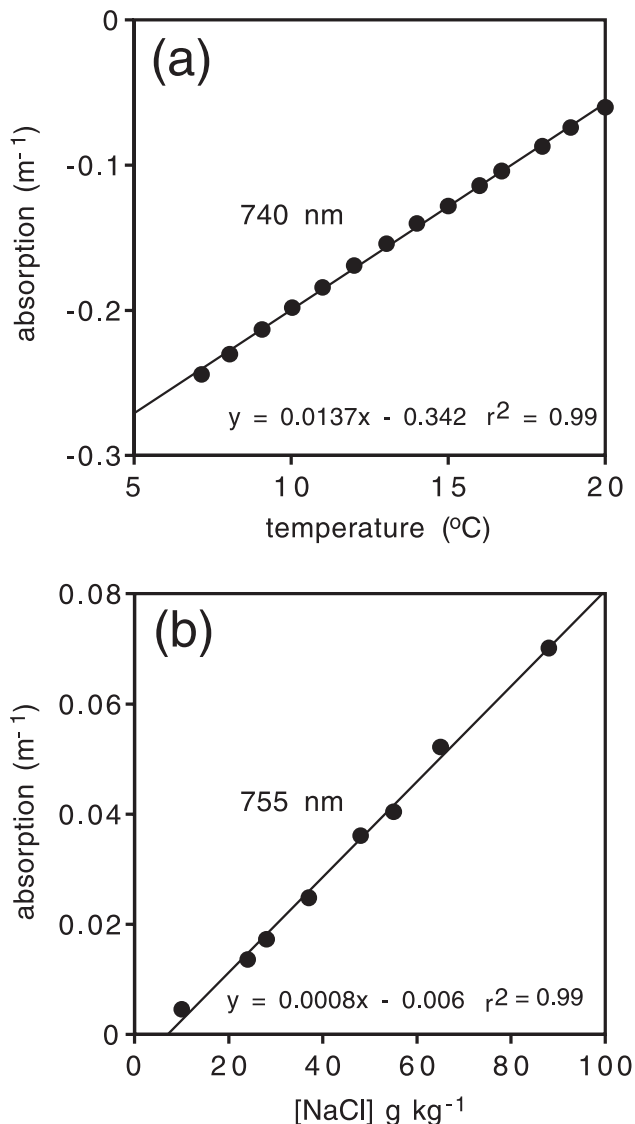 0
(a)
-0.1
740 nm
-0.2
y = 0.0137x - 0.342 r² = 0.99
-0.3
5 10 15 20
temperature (°C)
absorption (m⁻¹)
0.08
(b)
0.06
755 nm
0.04
0.02
y = 0.0008x - 0.006 r² = 0.99
0
0 20 40 60 80 100
[NaCl] g kg⁻¹
absorption (m⁻¹)